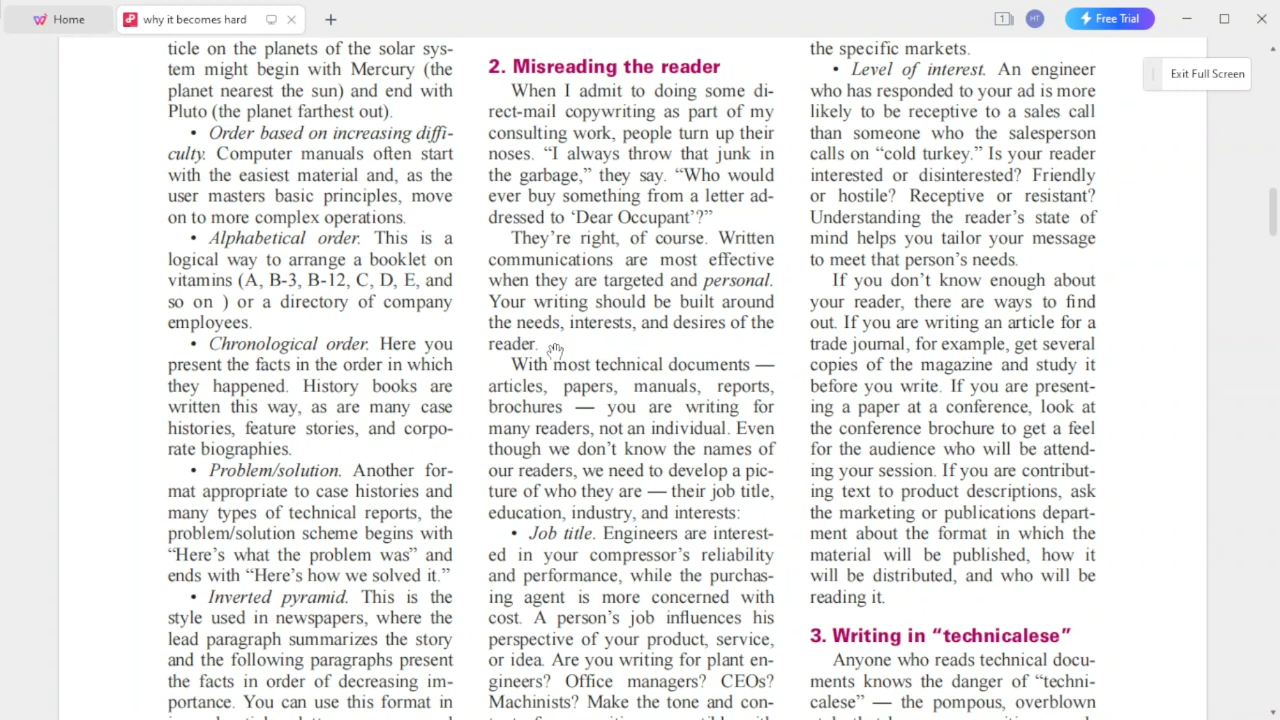 Home
why it becomes hard
1
HT
Free Trial
Exit Full Screen
ticle on the planets of the solar sys-
tem might begin with Mercury (the
planet nearest the sun) and end with
Pluto (the planet farthest out).
• Order based on increasing diffi-
culty. Computer manuals often start
with the easiest material and, as the
user masters basic principles, move
on to more complex operations.
• Alphabetical order. This is a
logical way to arrange a booklet on
vitamins (A, B-3, B-12, C, D, E, and
so on ) or a directory of company
employees.
• Chronological order. Here you
present the facts in the order in which
they happened. History books are
written this way, as are many case
histories, feature stories, and corpo-
rate biographies.
• Problem/solution. Another for-
mat appropriate to case histories and
many types of technical reports, the
problem/solution scheme begins with
“Here’s what the problem was” and
ends with “Here’s how we solved it.”
• Inverted pyramid. This is the
style used in newspapers, where the
lead paragraph summarizes the story
and the following paragraphs present
the facts in order of decreasing im-
portance. You can use this format in
2. Misreading the reader
When I admit to doing some di-
rect-mail copywriting as part of my
consulting work, people turn up their
noses. “I always throw that junk in
the garbage,” they say. “Who would
ever buy something from a letter ad-
dressed to ‘Dear Occupant’?”
They’re right, of course. Written
communications are most effective
when they are targeted and personal.
Your writing should be built around
the needs, interests, and desires of the
reader.
With most technical documents —
articles, papers, manuals, reports,
brochures — you are writing for
many readers, not an individual. Even
though we don’t know the names of
our readers, we need to develop a pic-
ture of who they are — their job title,
education, industry, and interests:
• Job title. Engineers are interest-
ed in your compressor’s reliability
and performance, while the purchas-
ing agent is more concerned with
cost. A person’s job influences his
perspective of your product, service,
or idea. Are you writing for plant en-
gineers? Office managers? CEOs?
Machinists? Make the tone and con-
the specific markets.
• Level of interest. An engineer
who has responded to your ad is more
likely to be receptive to a sales call
than someone who the salesperson
calls on “cold turkey.” Is your reader
interested or disinterested? Friendly
or hostile? Receptive or resistant?
Understanding the reader’s state of
mind helps you tailor your message
to meet that person’s needs.
If you don’t know enough about
your reader, there are ways to find
out. If you are writing an article for a
trade journal, for example, get several
copies of the magazine and study it
before you write. If you are present-
ing a paper at a conference, look at
the conference brochure to get a feel
for the audience who will be attend-
ing your session. If you are contribut-
ing text to product descriptions, ask
the marketing or publications depart-
ment about the format in which the
material will be published, how it
will be distributed, and who will be
reading it.
3. Writing in “technicalese”
Anyone who reads technical docu-
ments knows the danger of “techni-
calese” — the pompous, overblown